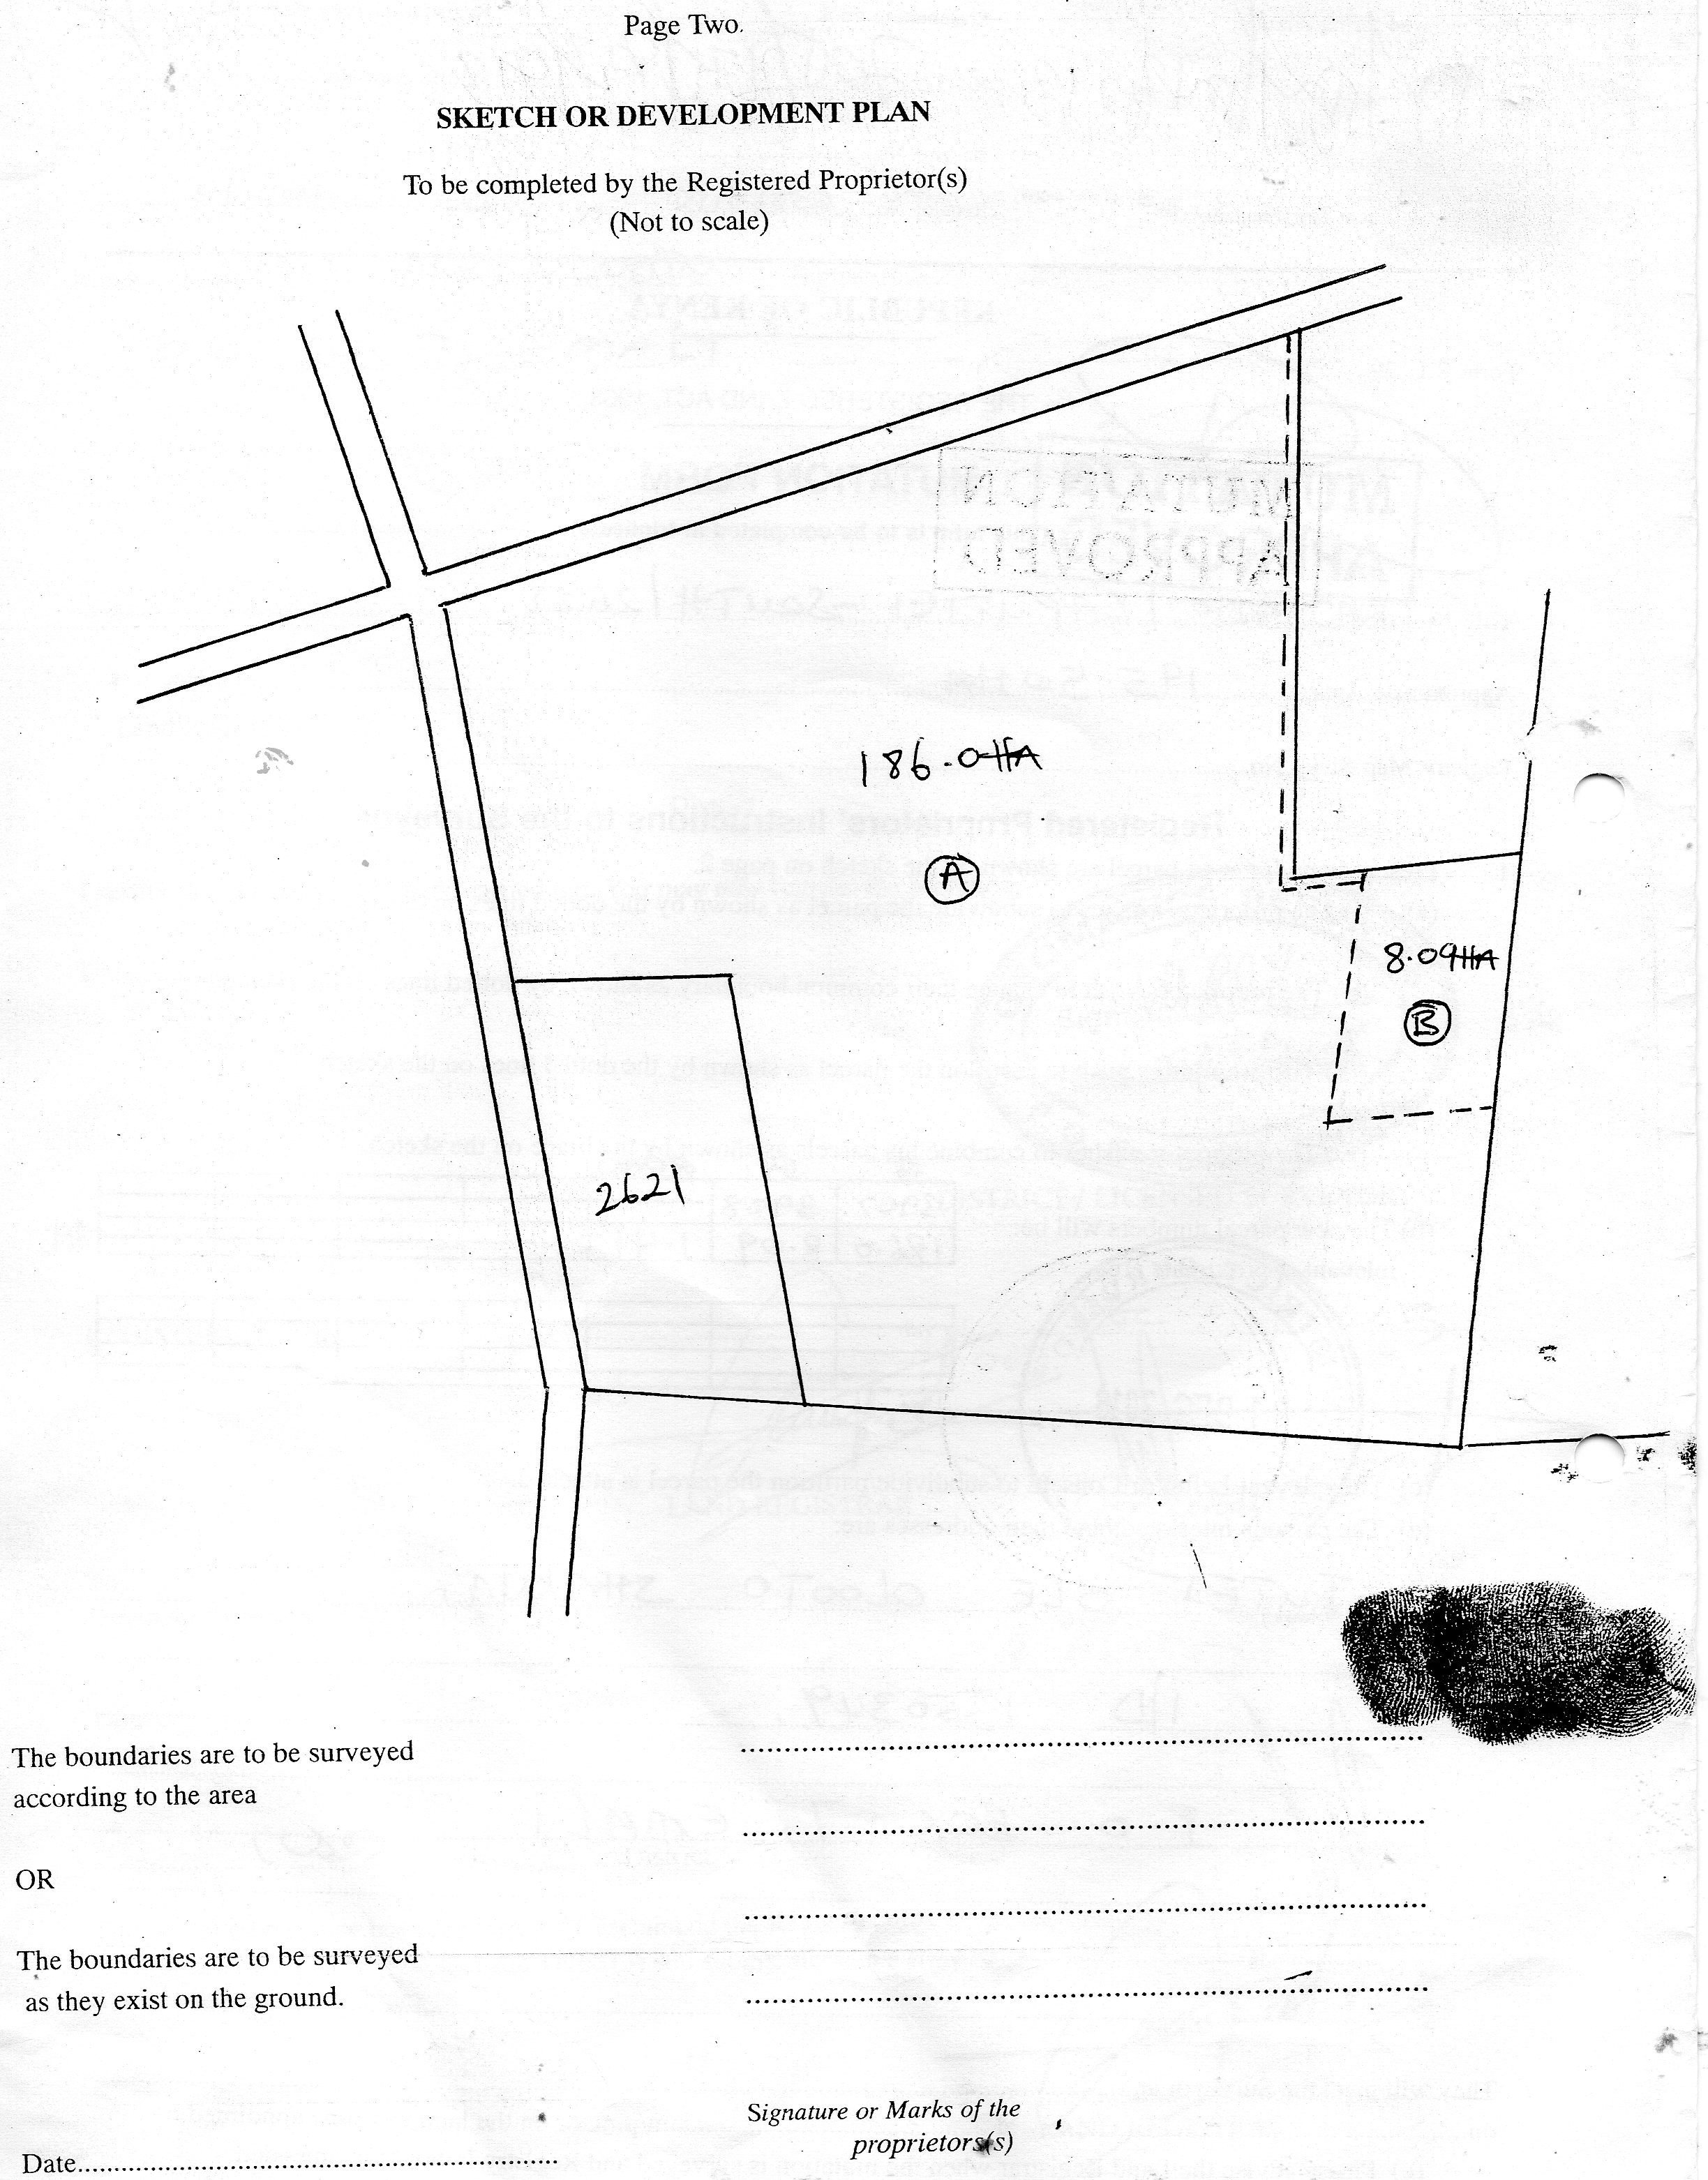 Page Two.
SKETCH OR DEVELOPMENT PLAN
To be completed by the Registered Proprietor(s)
(Not to scale)
186.0HA
A
8.09HA
B
2621
The boundaries are to be surveyed
according to the area
OR
The boundaries are to be surveyed
as they exist on the ground.
Signature or Marks of the
proprietors(s)
Date